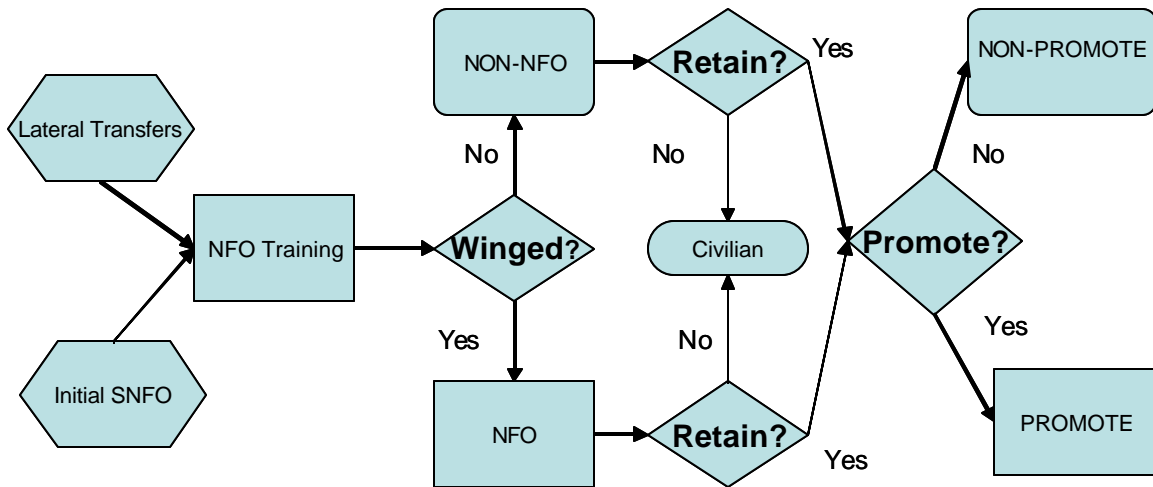 NON-NFO
Retain?
Yes
NON-PROMOTE
Lateral Transfers
No
No
No
NFO Training
Winged?
Civilian
Promote?
Yes
No
Yes
Initial SNFO
NFO
Retain?
Yes
PROMOTE